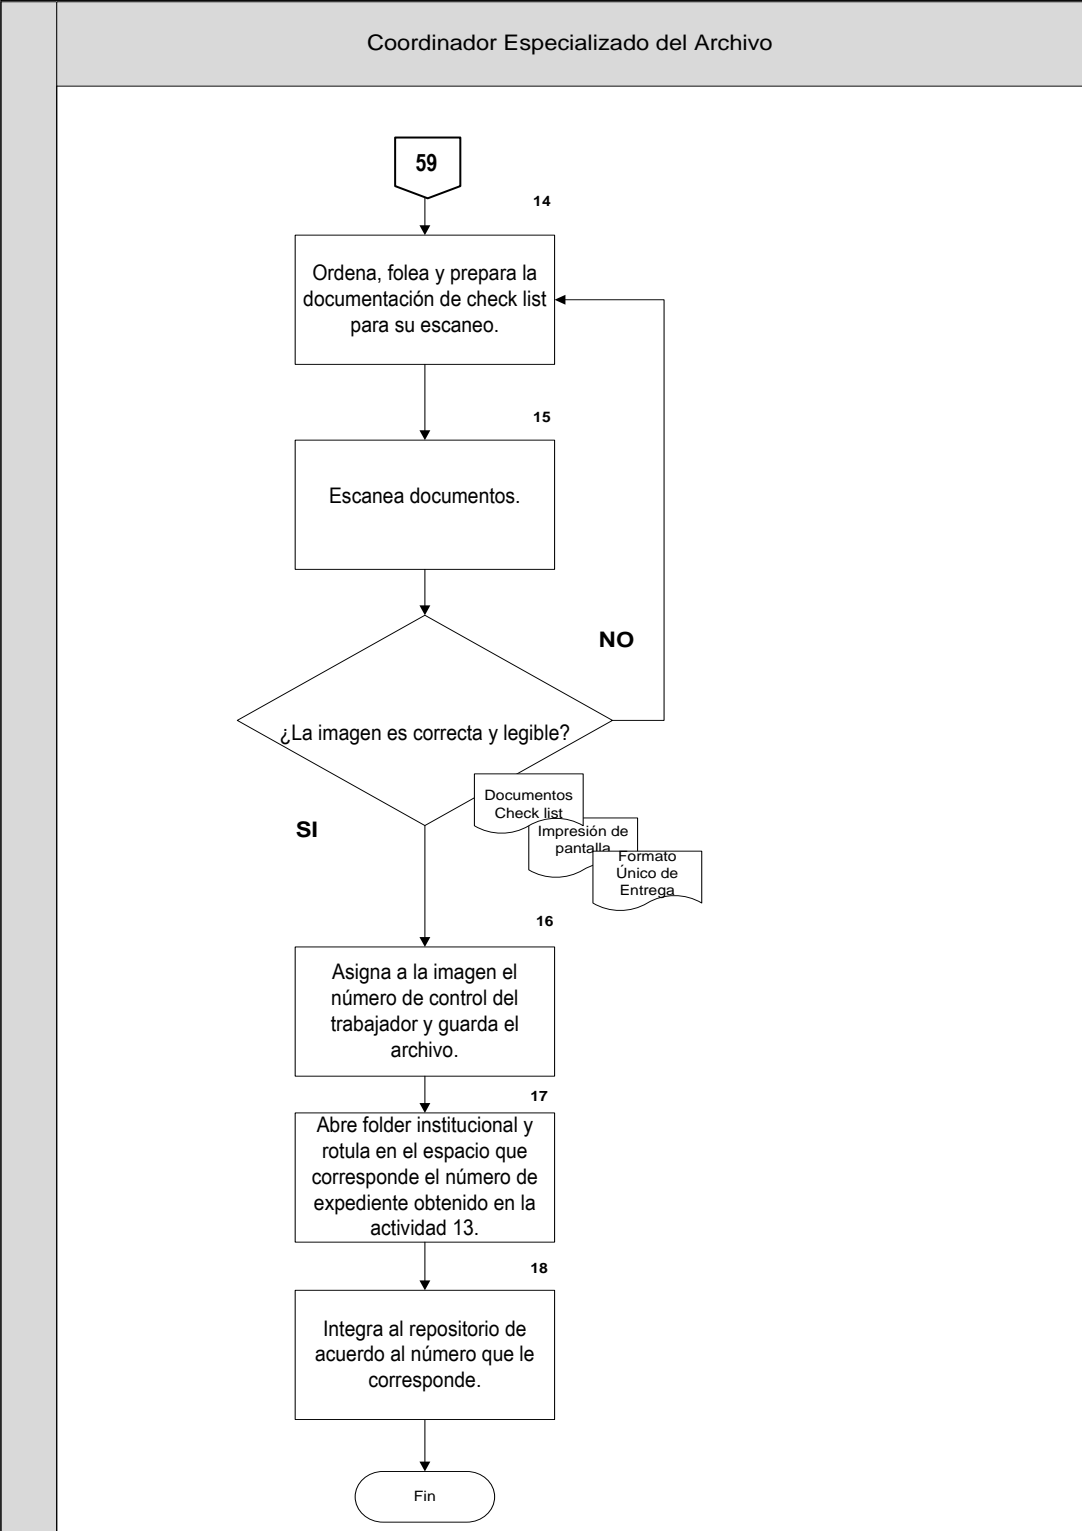 Coordinador Especializado del Archivo
59
14
Ordena, folea y prepara la
documentación de check list
para su escaneo.
15
Escanea documentos.
NO
¿La imagen es correcta y legible?
Documentos
Check list
Impresión de
pantalla
Formato
Único de
Entrega
SI
16
Asigna a la imagen el
número de control del
trabajador y guarda el
archivo.
17
Abre folder institucional y
rotula en el espacio que
corresponde el número de
expediente obtenido en la
actividad 13.
18
Integra al repositorio de
acuerdo al número que le
corresponde.
Fin